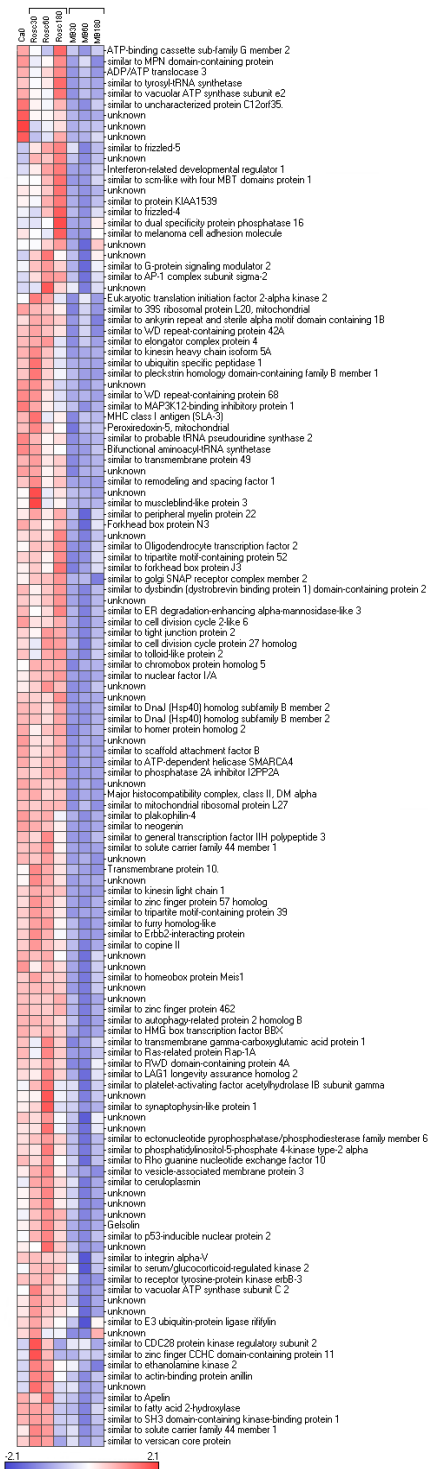 Ca0
Rosc30
Rosc60
Rosc180
MB30
MB60
MB180
ATP-binding cassette sub-family G member 2
similar to MPN domain-containing protein
ADP/ATP translocase 3
similar to tyrosyl-tRNA synthetase
similar to vacuolar ATP synthase subunit e2
similar to uncharacterized protein C12orf35.
unknown
unknown
unknown
similar to frizzled-5
unknown
Interferon-related developmental regulator 1
similar to scm-like with four MBT domains protein 1
unknown
similar to protein KIAA1539
similar to frizzled-4
similar to dual specificity protein phosphatase 16
similar to melanoma cell adhesion molecule
unknown
unknown
similar to G-protein signaling modulator 2
similar to AP-1 complex subunit sigma-2
unknown
Eukaryotic translation initiation factor 2-alpha kinase 2
similar to 39S ribosomal protein L20, mitochondrial
similar to ankyrin repeat and sterile alpha motif domain containing 1B
similar to WD repeat-containing protein 42A
similar to elongator complex protein 4
similar to kinesin heavy chain isoform 5A
similar to ubiquitin specific peptidase 1
similar to pleckstrin homology domain-containing family B member 1
unknown
similar to WD repeat-containing protein 68
similar to MAP3K12-binding inhibitory protein 1
MHC class I antigen (SLA-3)
Peroxiredoxin-5, mitochondrial
similar to probable tRNA pseudouridine synthase 2
Bifunctional aminoacyl-tRNA synthetase
similar to transmembrane protein 49
unknown
similar to remodeling and spacing factor 1
unknown
similar to muscleblind-like protein 3
similar to peripheral myelin protein 22
Forkhead box protein N3
unknown
similar to Oligodendrocyte transcription factor 2
similar to tripartite motif-containing protein 52
similar to forkhead box protein J3
similar to golgi SNAP receptor complex member 2
similar to dysbindin (dystrobrevin binding protein 1) domain-containing protein 2
unknown
similar to ER degradation-enhancing alpha-mannosidase-like 3
similar to cell division cycle 2-like 6
similar to tight junction protein 2
similar to cell division cycle protein 27 homolog
similar to tolloid-like protein 2
similar to chromobox protein homolog 5
similar to nuclear factor I/A
unknown
unknown
similar to DnaJ (Hsp40) homolog subfamily B member 2
similar to DnaJ (Hsp40) homolog subfamily B member 2
similar to homer protein homolog 2
unknown
similar to scaffold attachment factor B
similar to ATP-dependent helicase SMARCA4
similar to phosphatase 2A inhibitor I2PP2A
unknown
Major histocompatibility complex, class II, DM alpha
similar to mitochondrial ribosomal protein L27
similar to plakophilin-4
similar to neogenin
similar to general transcription factor IIH polypeptide 3
similar to solute carrier family 44 member 1
unknown
Transmembrane protein 10.
unknown
similar to kinesin light chain 1
similar to zinc finger protein 57 homolog
similar to tripartite motif-containing protein 39
similar to furry homolog-like
similar to Erbb2-interacting protein
similar to copine II
unknown
unknown
similar to homeobox protein Meis1
unknown
unknown
similar to zinc finger protein 462
similar to autophagy-related protein 2 homolog B
similar to HMG box transcription factor BBX
similar to transmembrane gamma-carboxyglutamic acid protein 1
similar to Ras-related protein Rap-1A
similar to RWD domain-containing protein 4A
similar to LAG1 longevity assurance homolog 2
similar to platelet-activating factor acetylhydrolase IB subunit gamma
unknown
similar to synaptophysin-like protein 1
unknown
unknown
similar to ectonucleotide pyrophosphatase/phosphodiesterase family member 6
similar to phosphatidylinositol-5-phosphate 4-kinase type-2 alpha
similar to Rho guanine nucleotide exchange factor 10
similar to vesicle-associated membrane protein 3
similar to ceruloplasmin
unknown
unknown
unknown
Gelsolin
similar to p53-inducible nuclear protein 2
unknown
similar to integrin alpha-V
similar to serum/glucocorticoid-regulated kinase 2
similar to receptor tyrosine-protein kinase erbB-3
similar to vacuolar ATP synthase subunit C 2
unknown
unknown
similar to E3 ubiquitin-protein ligase rififylin
unknown
similar to CDC28 protein kinase regulatory subunit 2
similar to zinc finger CCHC domain-containing protein 11
similar to ethanolamine kinase 2
similar to actin-binding protein anillin
unknown
similar to Apelin
similar to fatty acid 2-hydroxylase
similar to SH3 domain-containing kinase-binding protein 1
similar to solute carrier family 44 member 1
similar to versican core protein
-2.1 2.1